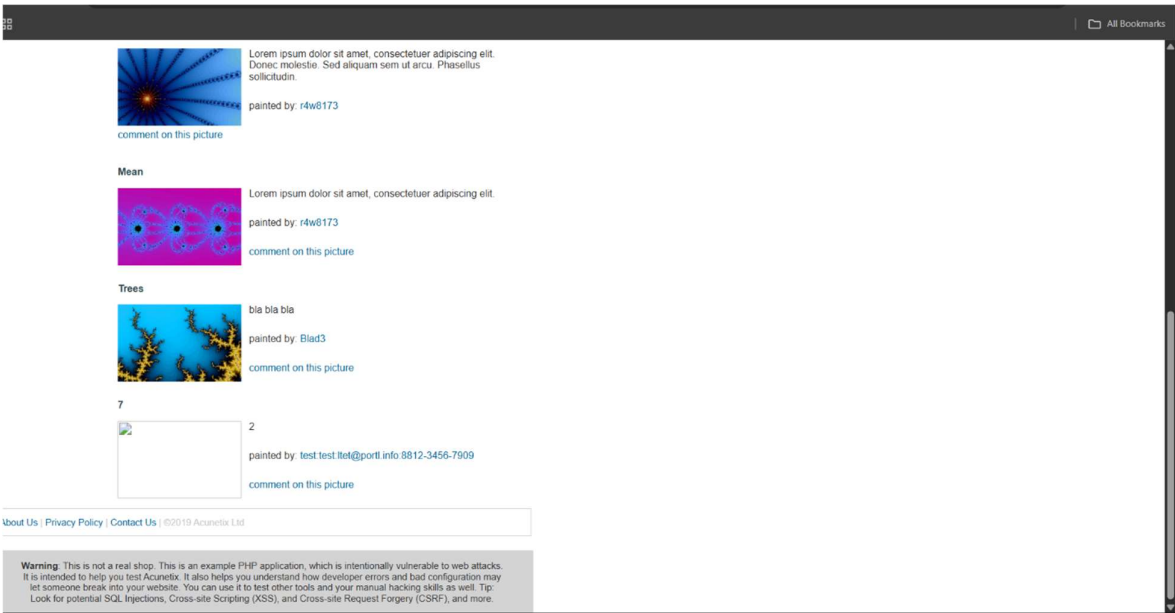 All Bookmarks
Lorem ipsum dolor sit amet, consectetuer adipiscing elit.
Donec molestie. Sed aliquam sem ut arcu. Phasellus
sollicitudin.
painted by: r4w8173
comment on this picture
Mean
Lorem ipsum dolor sit amet, consectetuer adipiscing elit.
painted by: r4w8173
comment on this picture
Trees
bla bla bla
painted by: Blad3
comment on this picture
7
2
painted by: test:test:ltet@portl.info:8812-3456-7909
comment on this picture
About Us | Privacy Policy | Contact Us | ©2019 Acunetix Ltd
Warning: This is not a real shop. This is an example PHP application, which is intentionally vulnerable to web attacks.
It is intended to help you test Acunetix. It also helps you understand how developer errors and bad configuration may
let someone break into your website. You can use it to test other tools and your manual hacking skills as well. Tip:
Look for potential SQL Injections, Cross-site Scripting (XSS), and Cross-site Request Forgery (CSRF), and more.